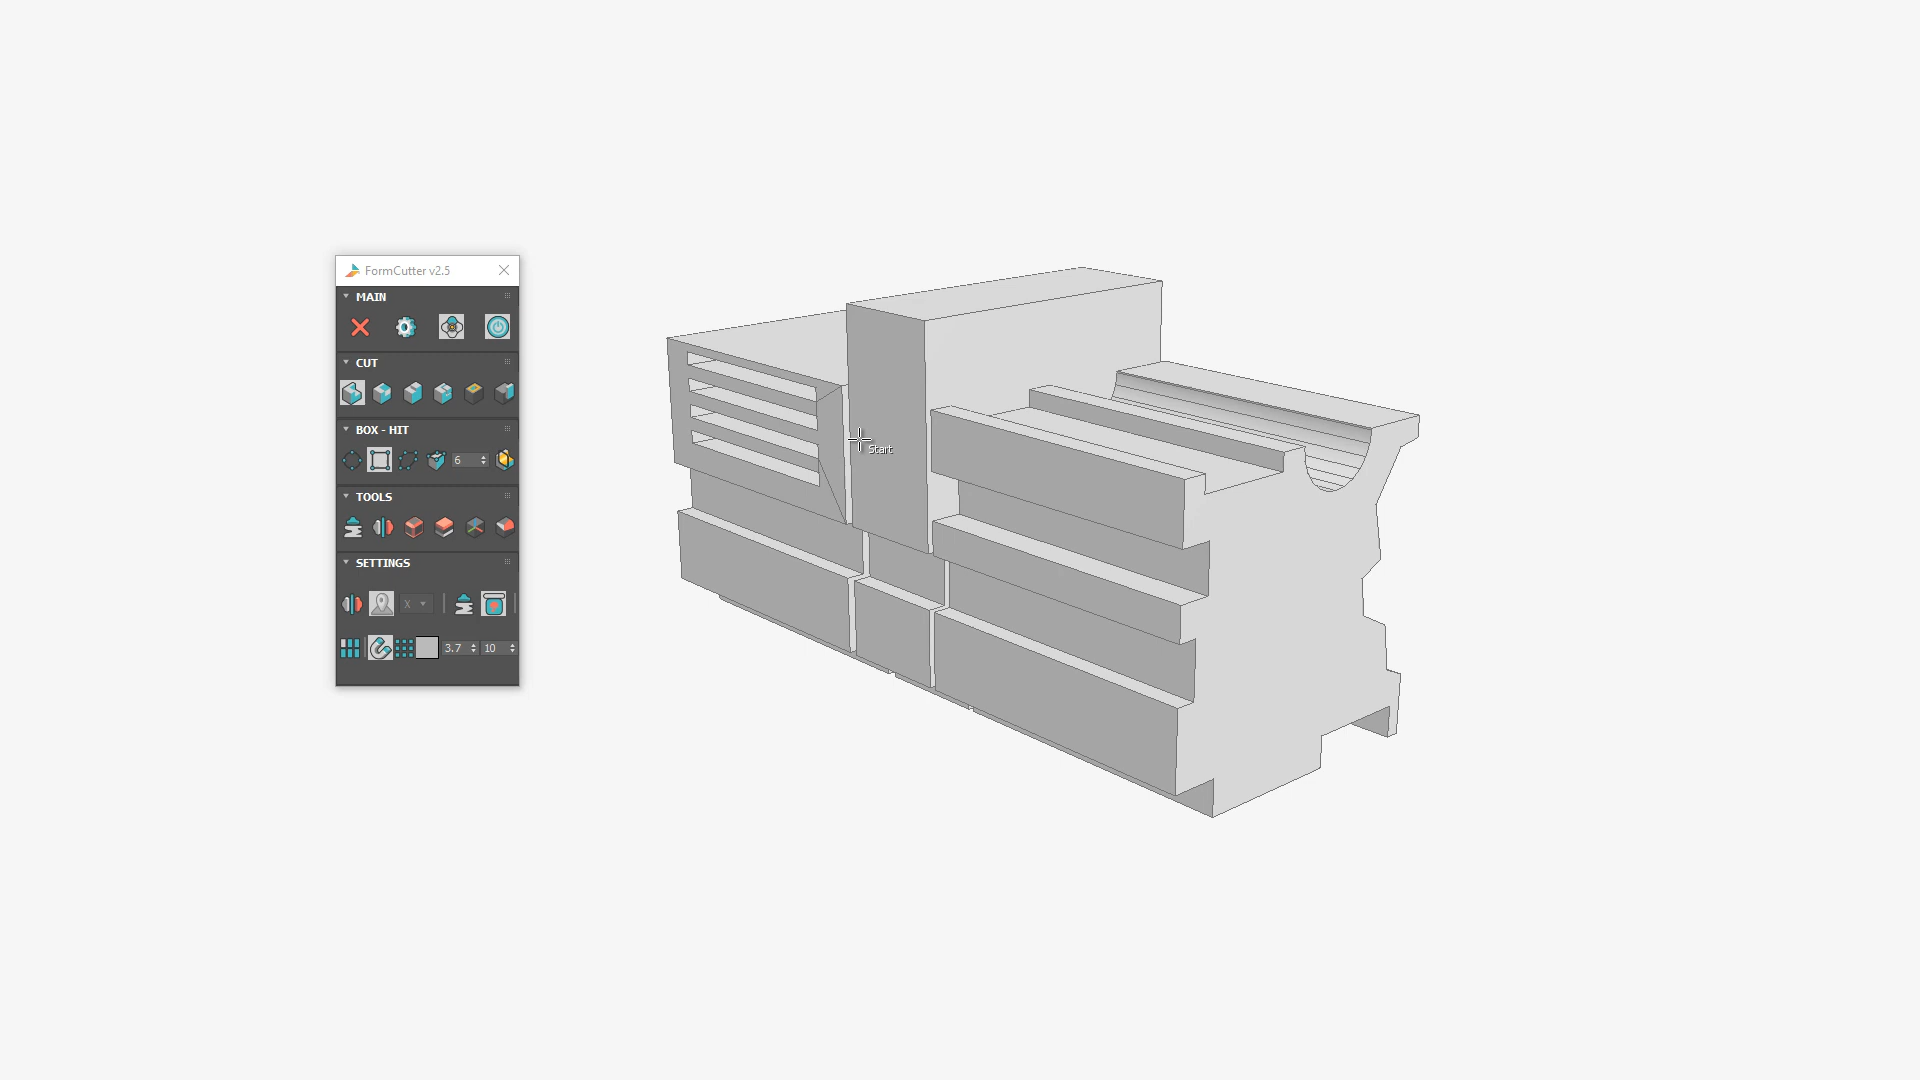 FormCutter v2.5
MAIN
CUT
BOX - HIT
6
TOOLS
SETTINGS
X
3.7 10
Start